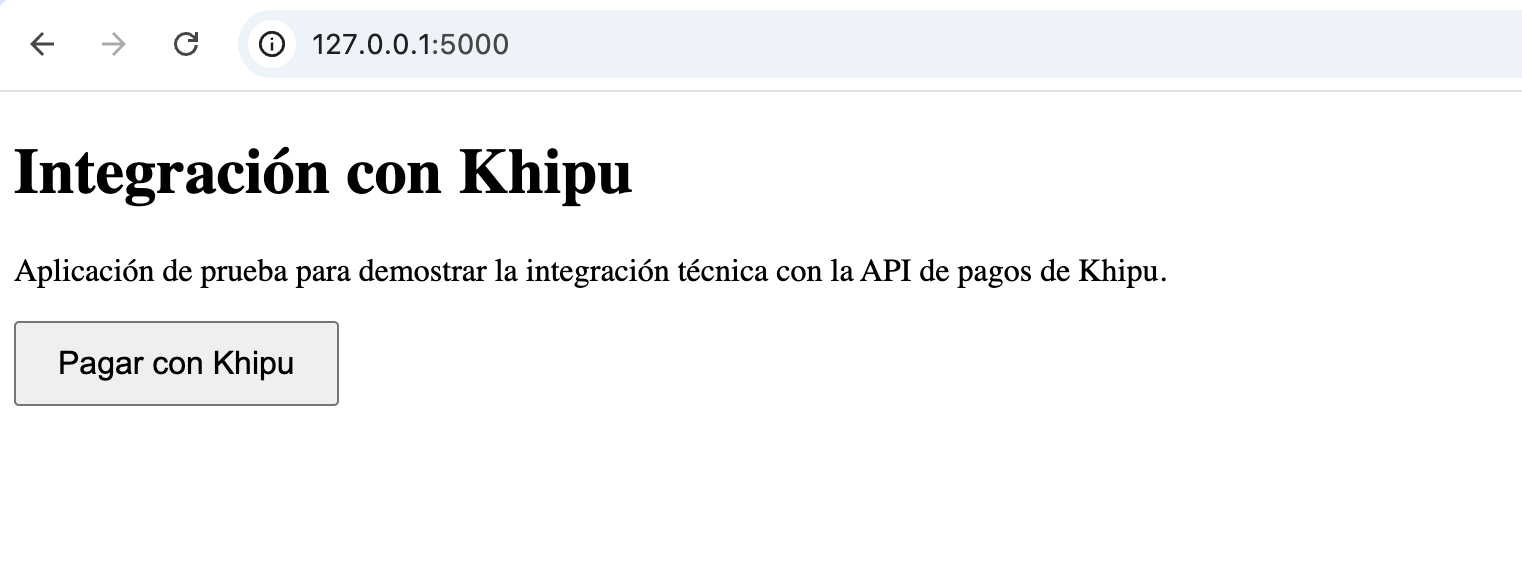 127.0.0.1:5000
Integración con Khipu
Aplicación de prueba para demostrar la integración técnica con la API de pagos de Khipu.
Pagar con Khipu